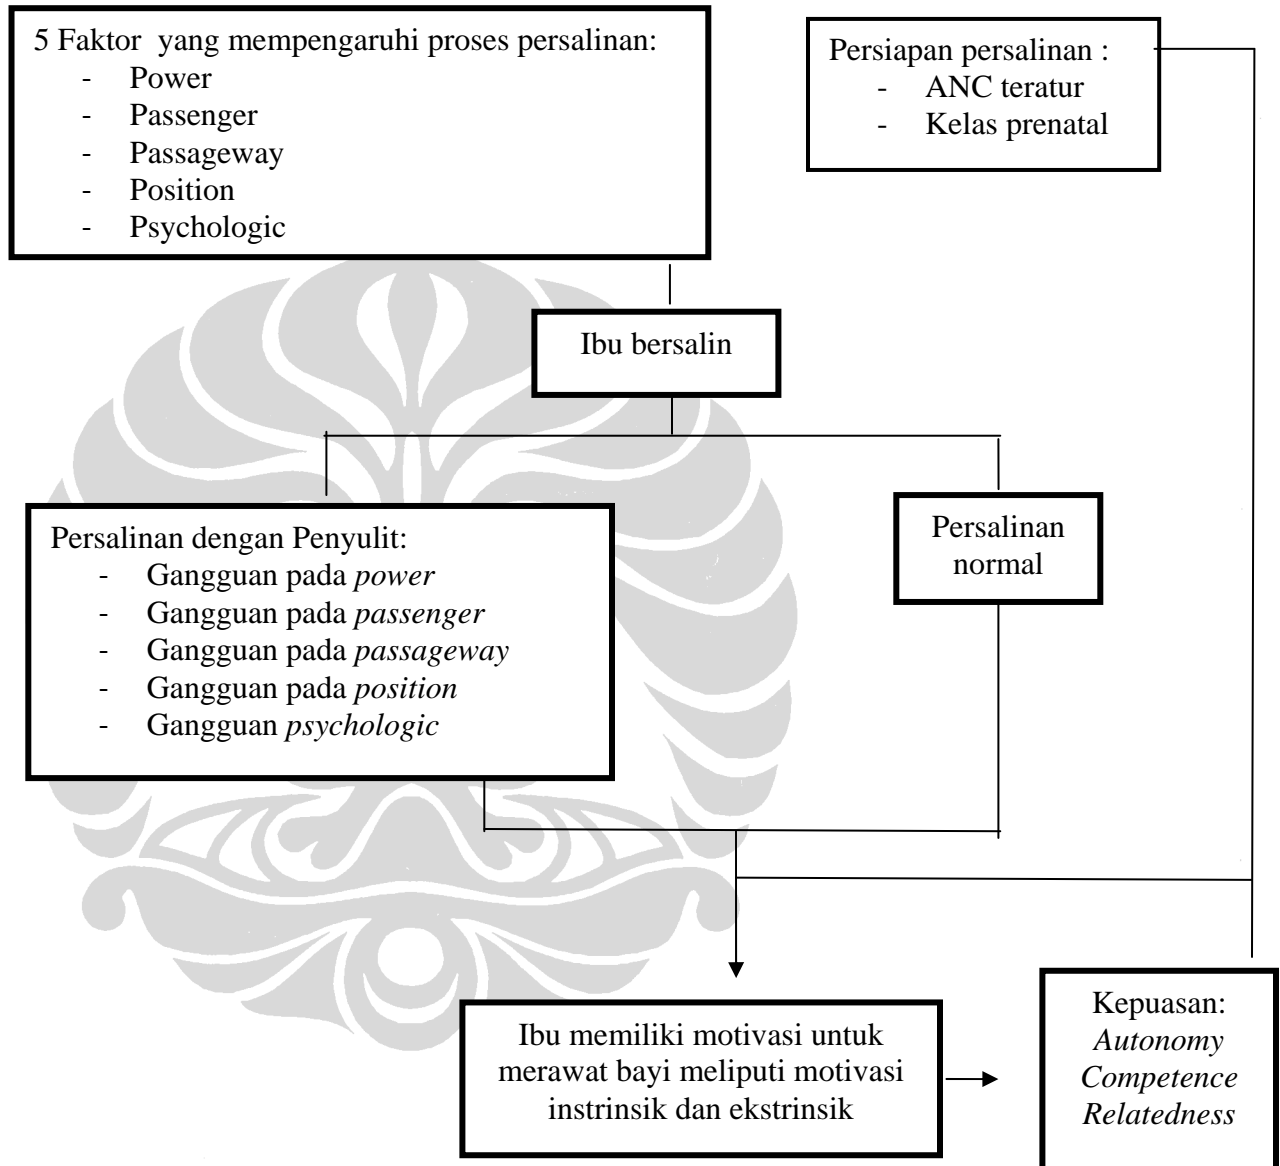 5 Faktor yang mempengaruhi proses persalinan:
- Power
- Passenger
- Passageway
- Position
- Psychologic
Persiapan persalinan :
- ANC teratur
- Kelas prenatal
Ibu bersalin
Persalinan dengan Penyulit:
- Gangguan pada power
- Gangguan pada passenger
- Gangguan pada passageway
- Gangguan pada position
- Gangguan psychologic
Persalinan
normal
Ibu memiliki motivasi untuk
merawat bayi meliputi motivasi
instrinsik dan ekstrinsik
Kepuasan:
Autonomy
Competence
Relatedness